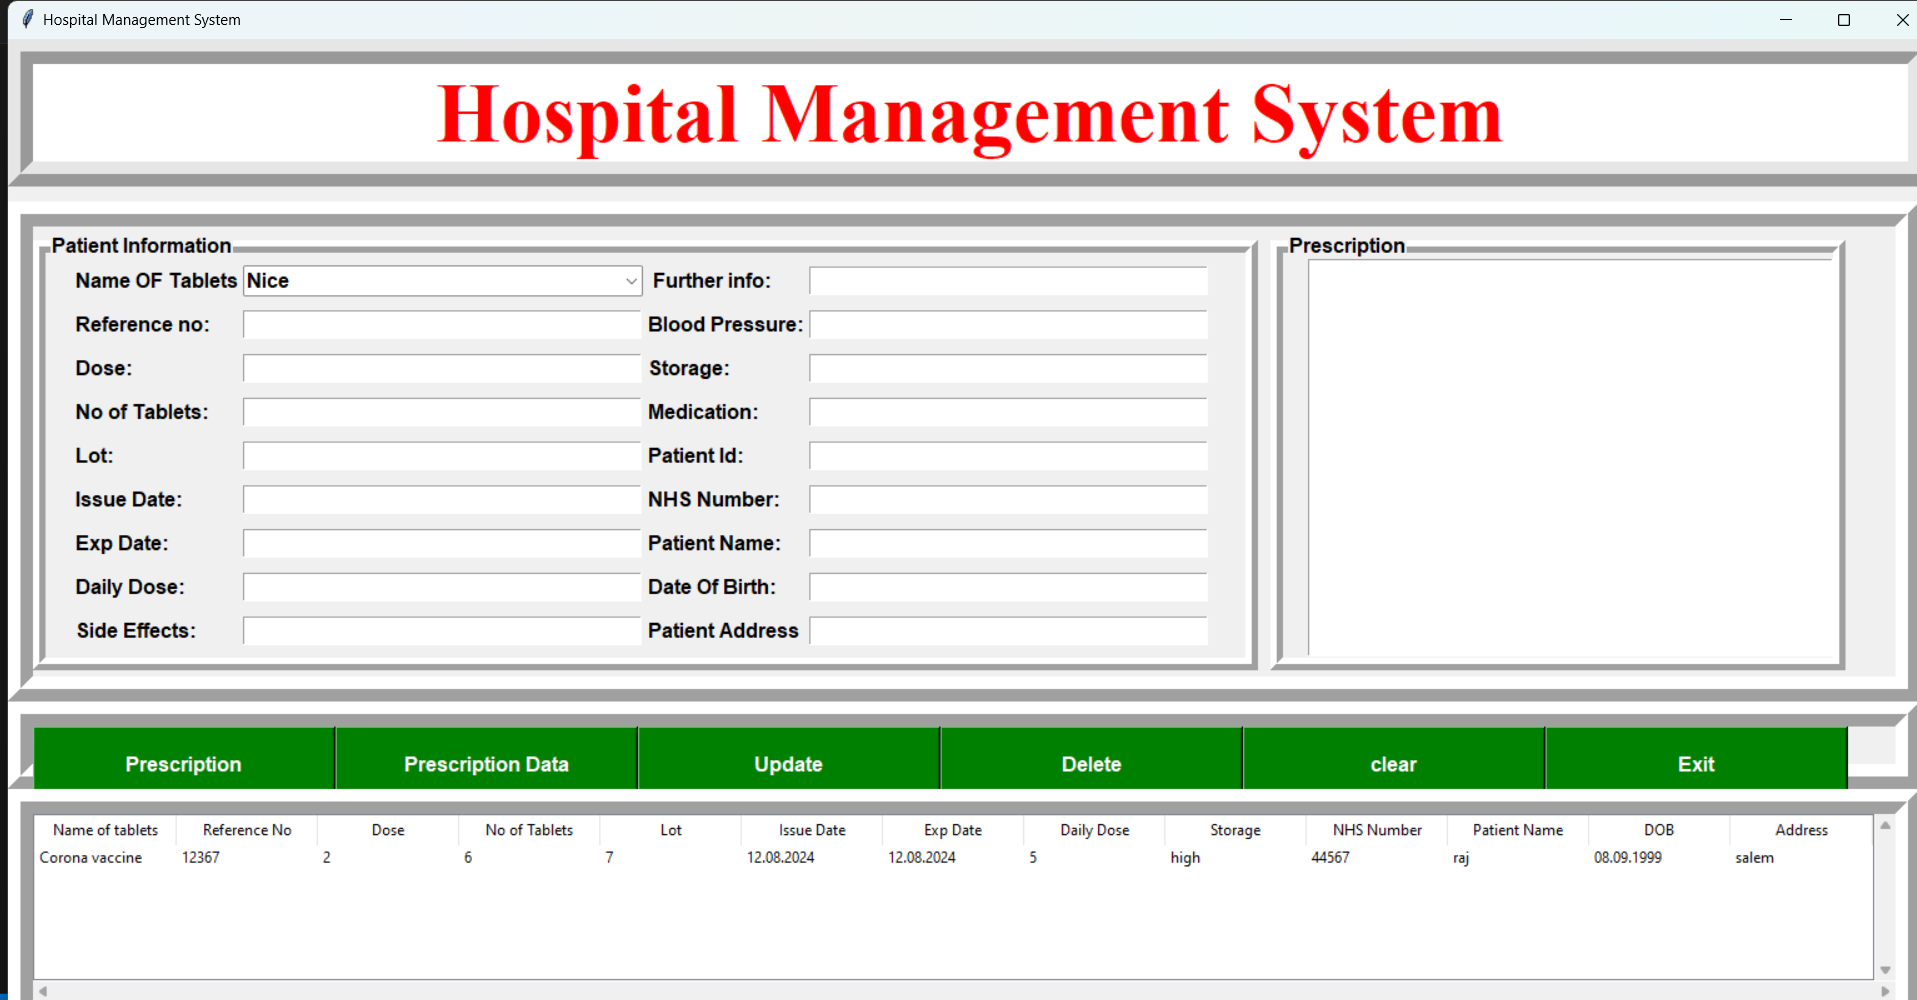 Hospital Management System
Hospital Management System
Patient Information
Name OF Tablets Nice Further info:
Reference no: Blood Pressure:
Dose: Storage:
No of Tablets: Medication:
Lot: Patient Id:
Issue Date: NHS Number:
Exp Date: Patient Name:
Daily Dose: Date Of Birth:
Side Effects: Patient Address
Prescription
Prescription Prescription Data Update Delete clear Exit
Name of tablets Reference No Dose No of Tablets Lot Issue Date Exp Date Daily Dose Storage NHS Number Patient Name DOB Address
Corona vaccine 12367 2 6 7 12.08.2024 12.08.2024 5 high 44567 raj 08.09.1999 salem